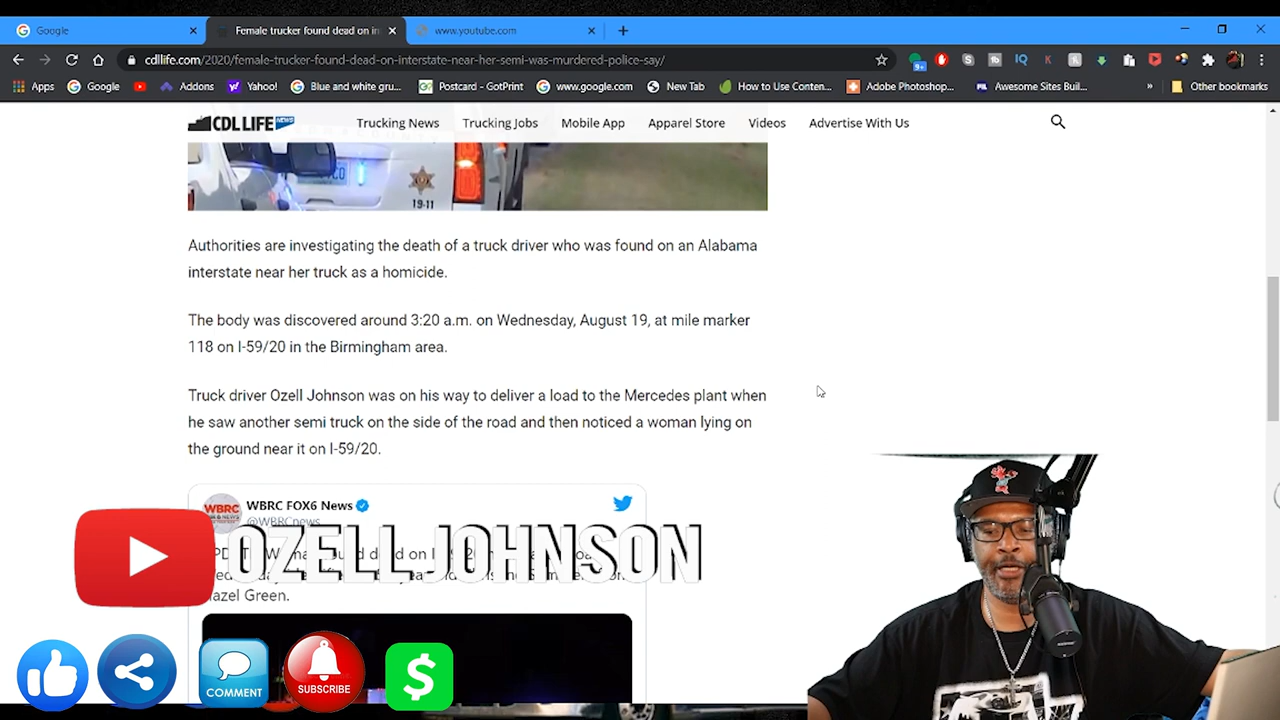 Google
Female trucker found dead on in
www.youtube.com
cdllife.com/2020/female-trucker-found-dead-on-interstate-near-her-semi-was-murdered-police-say/
Apps
Google
Addons
Yahoo!
Blue and white gru...
Postcard - GotPrint
www.google.com
New Tab
How to Use Conten...
Adobe Photoshop...
Awesome Sites Buil...
»
Other bookmarks
CDL LIFE NEWS
Trucking News
Trucking Jobs
Mobile App
Apparel Store
Videos
Advertise With Us
19-11
Authorities are investigating the death of a truck driver who was found on an Alabama
interstate near her truck as a homicide.
The body was discovered around 3:20 a.m. on Wednesday, August 19, at mile marker
118 on I-59/20 in the Birmingham area.
Truck driver Ozell Johnson was on his way to deliver a load to the Mercedes plant when
he saw another semi truck on the side of the road and then noticed a woman lying on
the ground near it on I-59/20.
WBRC
WBRC FOX6 News
@WBRCnews
OZELL JOHNSON
Hazel Green.
COMMENT
SUBSCRIBE
$